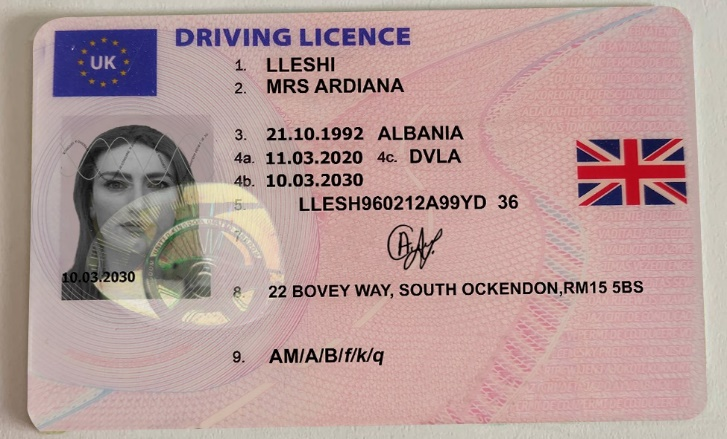 UK
DRIVING LICENCE
1. LLESHI
2. MRS ARDIANA
3. 21.10.1992 ALBANIA
4a. 11.03.2020 4c. DVLA
4b. 10.03.2030
5. LLESH960212A99YD 36
10.03.2030
8. 22 BOVEY WAY, SOUTH OCKENDON,RM15 5BS
9. AM/A/B/f/k/q